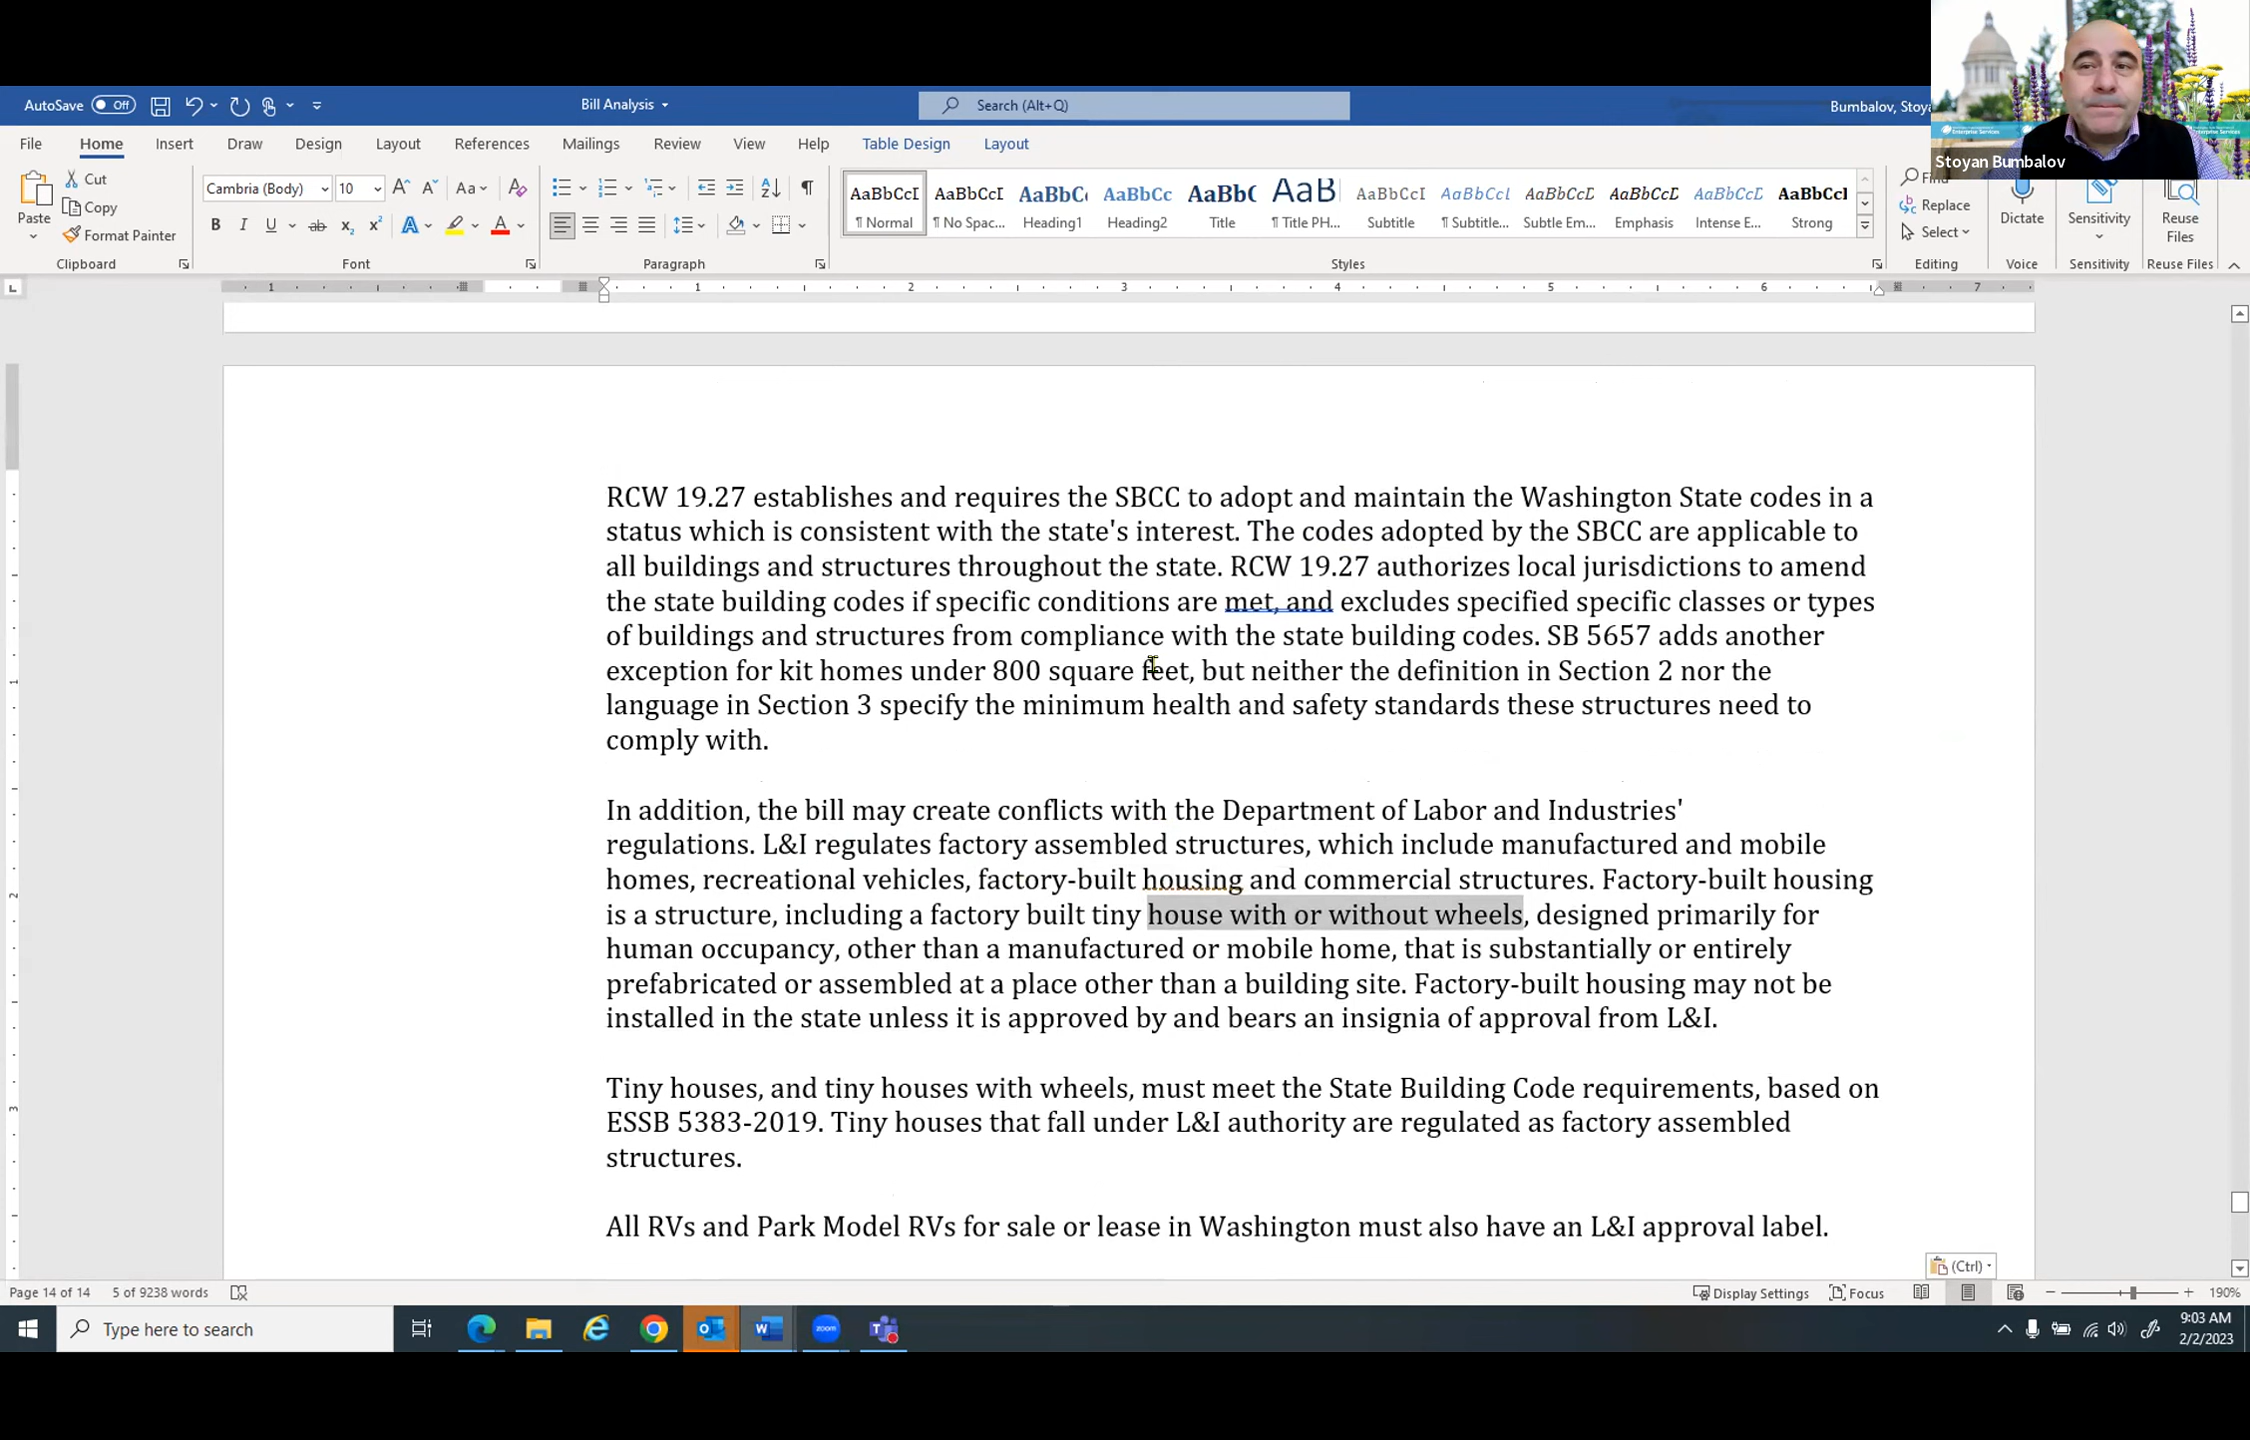 AutoSave Off
Bill Analysis
Search (Alt+Q)
Bumbalov, Stoya
Stoyan Bumbalov
File Home Insert Draw Design Layout References Mailings Review View Help Table Design Layout
Paste
Cut
Copy
Format Painter
Clipboard
Cambria (Body) 10
Font
Paragraph
AaBbCcI AaBbCcI AaBbC AaBbCc AaBb( AaB AaBbCcI AaBbCcl AaBbCcD AaBbCcD AaBbCcD AaBbCcl
¶ Normal ¶ No Spac... Heading1 Heading2 Title ¶ Title PH... Subtitle ¶ Subtitle... Subtle Em... Emphasis Intense E... Strong
Styles
Find
Replace
Select
Editing
Dictate
Voice
Sensitivity
Sensitivity
Reuse
Files
Reuse Files
1 1 2 3 4 5 6 7
RCW 19.27 establishes and requires the SBCC to adopt and maintain the Washington State codes in a
status which is consistent with the state's interest. The codes adopted by the SBCC are applicable to
all buildings and structures throughout the state. RCW 19.27 authorizes local jurisdictions to amend
the state building codes if specific conditions are met, and excludes specified specific classes or types
of buildings and structures from compliance with the state building codes. SB 5657 adds another
exception for kit homes under 800 square feet, but neither the definition in Section 2 nor the
language in Section 3 specify the minimum health and safety standards these structures need to
comply with.
In addition, the bill may create conflicts with the Department of Labor and Industries'
regulations. L&I regulates factory assembled structures, which include manufactured and mobile
homes, recreational vehicles, factory-built housing and commercial structures. Factory-built housing
is a structure, including a factory built tiny house with or without wheels, designed primarily for
human occupancy, other than a manufactured or mobile home, that is substantially or entirely
prefabricated or assembled at a place other than a building site. Factory-built housing may not be
installed in the state unless it is approved by and bears an insignia of approval from L&I.
Tiny houses, and tiny houses with wheels, must meet the State Building Code requirements, based on
ESSB 5383-2019. Tiny houses that fall under L&I authority are regulated as factory assembled
structures.
All RVs and Park Model RVs for sale or lease in Washington must also have an L&I approval label.
(Ctrl)
Page 14 of 14 5 of 9238 words
Display Settings Focus 190%
Type here to search
zoom
9:03 AM
2/2/2023